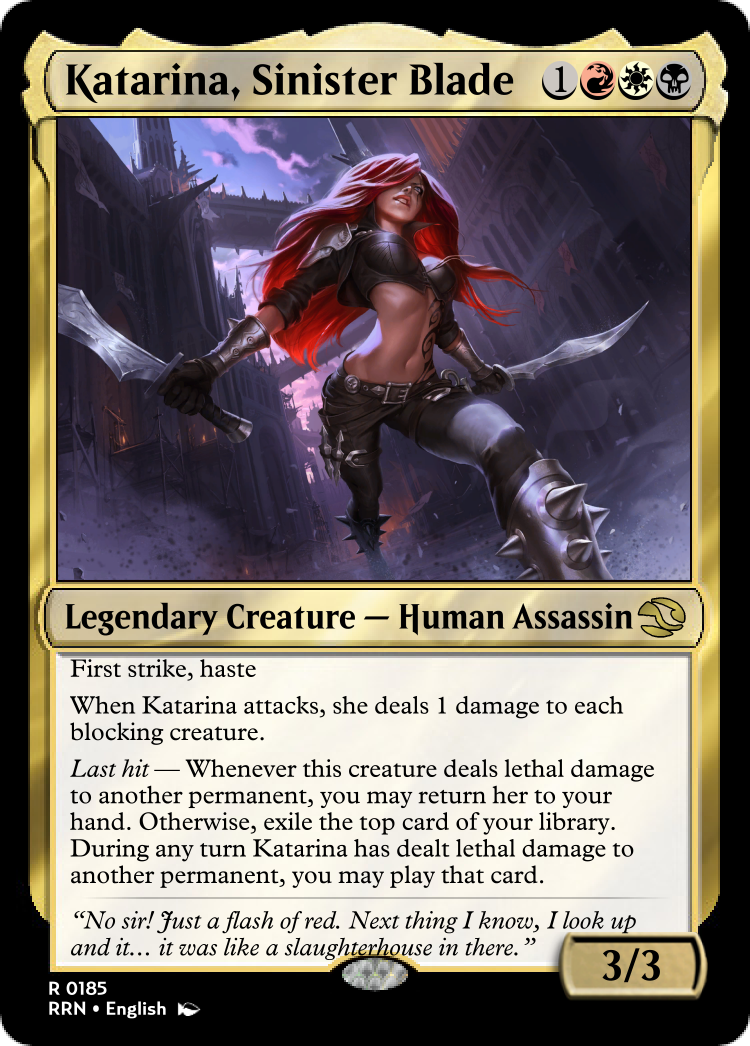 Katarina, Sinister Blade 1
Legendary Creature — Human Assassin
First strike, haste
When Katarina attacks, she deals 1 damage to each
blocking creature.
Last hit — Whenever this creature deals lethal damage
to another permanent, you may return her to your
hand. Otherwise, exile the top card of your library.
During any turn Katarina has dealt lethal damage to
another permanent, you may play that card.
“No sir! Just a flash of red. Next thing I know, I look up
and it... it was like a slaughterhouse in there.”
3/3
R 0185
RRN • English